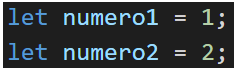 let numero1 = 1;
let numero2 = 2;